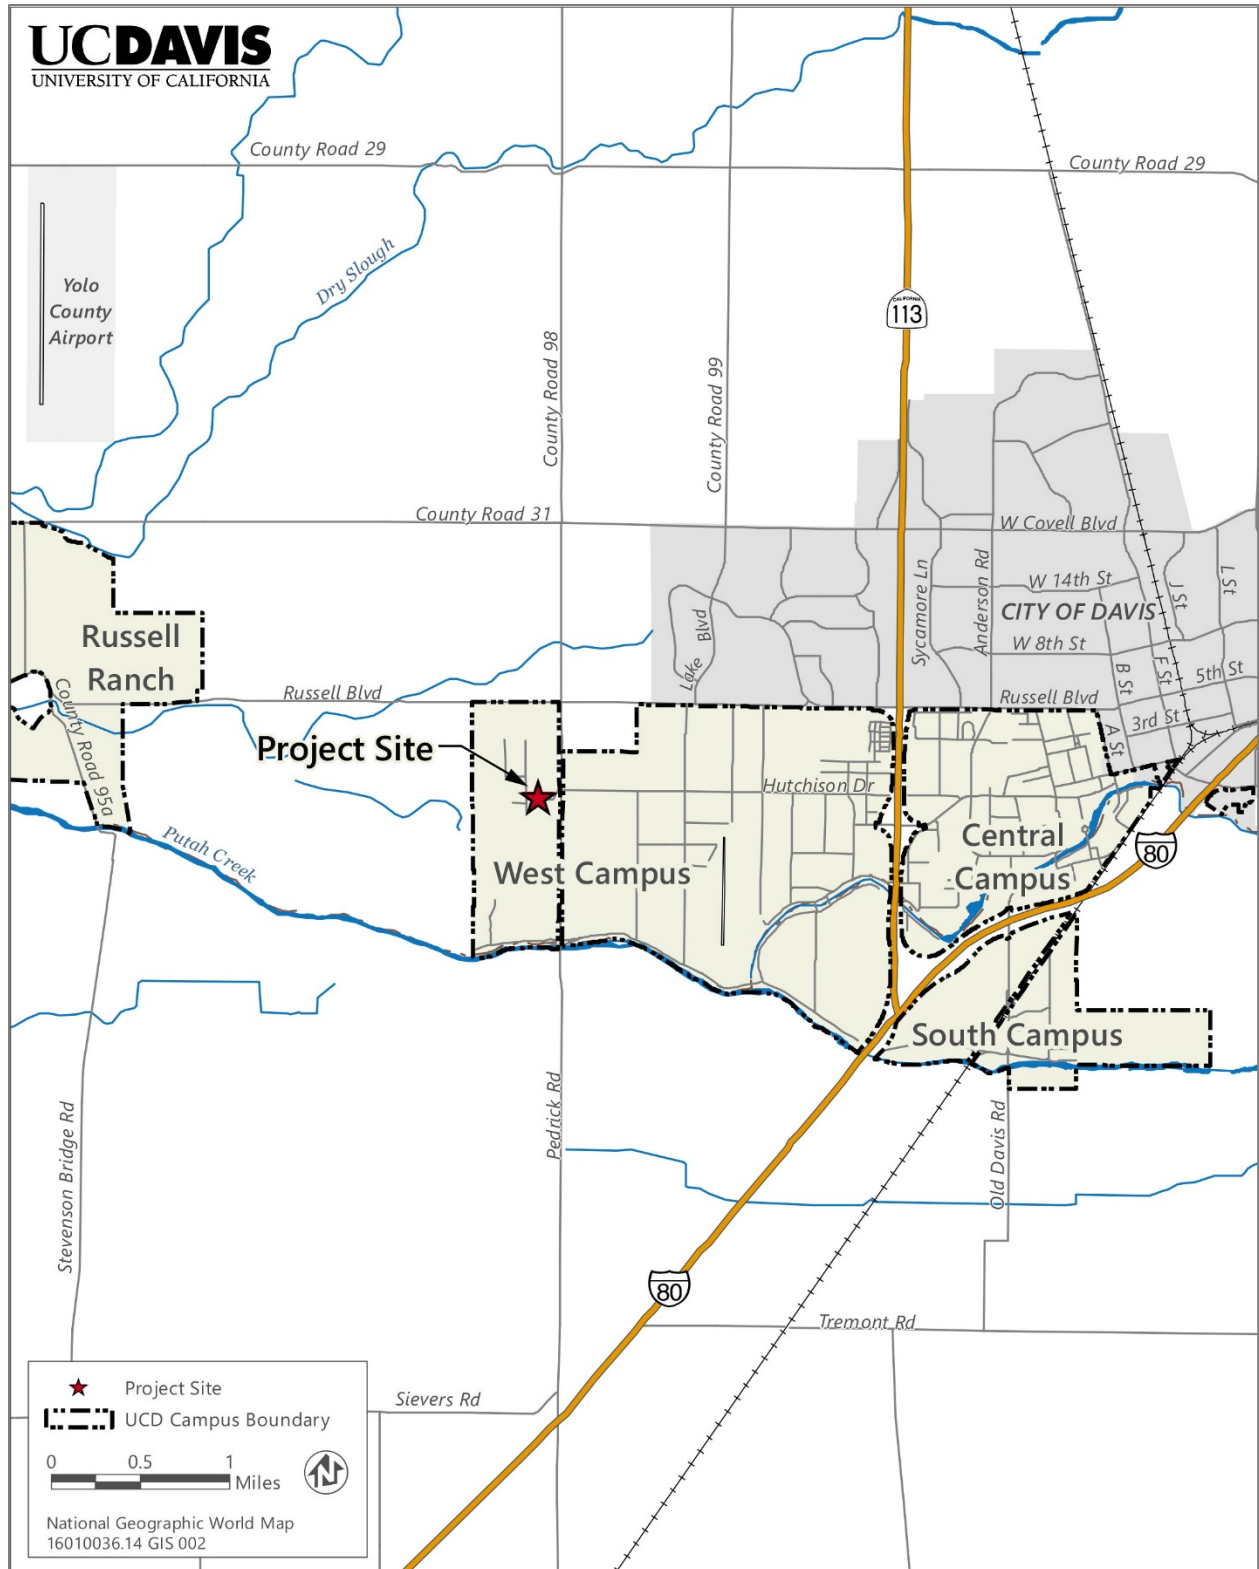 UCDAVIS
UNIVERSITY OF CALIFORNIA
County Road 29
County Road 29
Yolo
County
Airport
Dry Slough
CALIFORNIA
113
County Road 98
County Road 99
County Road 31
W Covell Blvd
Sycamore Ln
Anderson Rd
W 14th St
J St
L St
CITY OF DAVIS
Russell
Ranch
Lake Blvd
W 8th St
B St
F St
5th St
County Road 95a
Russell Blvd
Russell Blvd
3rd St
A St
Project Site
Hutchison Dr
Putah Creek
West Campus
Central
Campus
80
South Campus
Stevenson Bridge Rd
Pedrick Rd
Old Davis Rd
80
Tremont Rd
Sievers Rd
Project Site
UCD Campus Boundary
0 0.5 1
Miles
N
National Geographic World Map
16010036.14 GIS 002